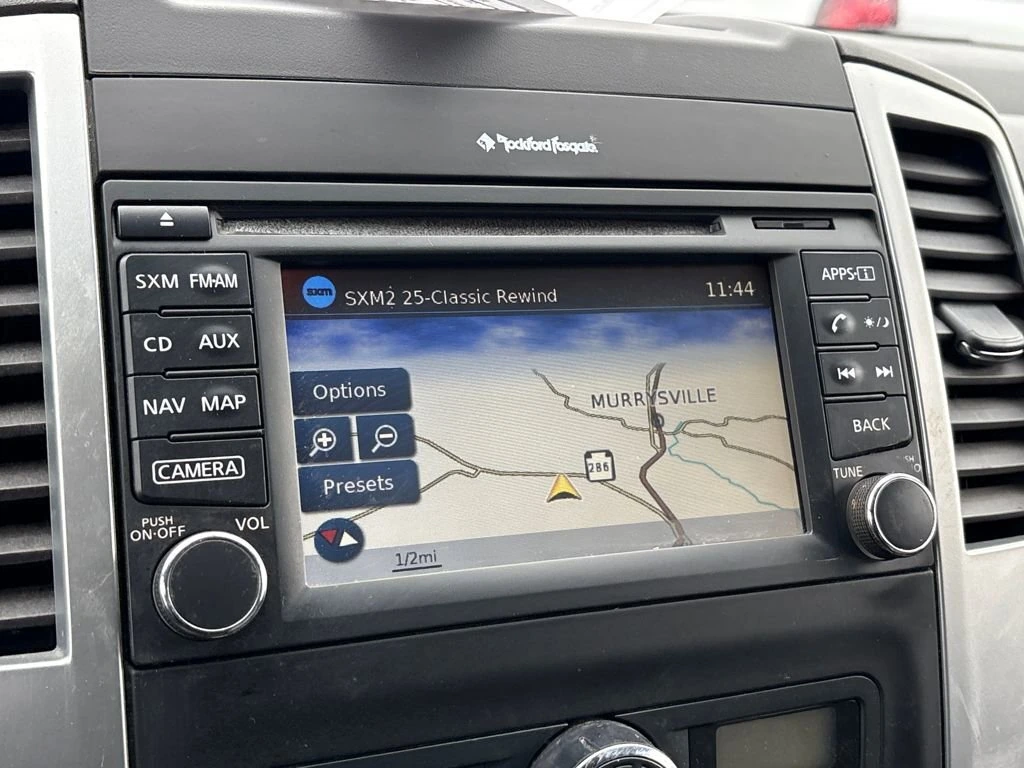 Rockford Fosgate
SXM FM·AM
CD AUX
NAV MAP
CAMERA
PUSH
ON-OFF
VOL
sxm
SXM2 25-Classic Rewind
11:44
Options
Presets
MURRYSVILLE
286
1/2mi
APPS·i
BACK
TUNE